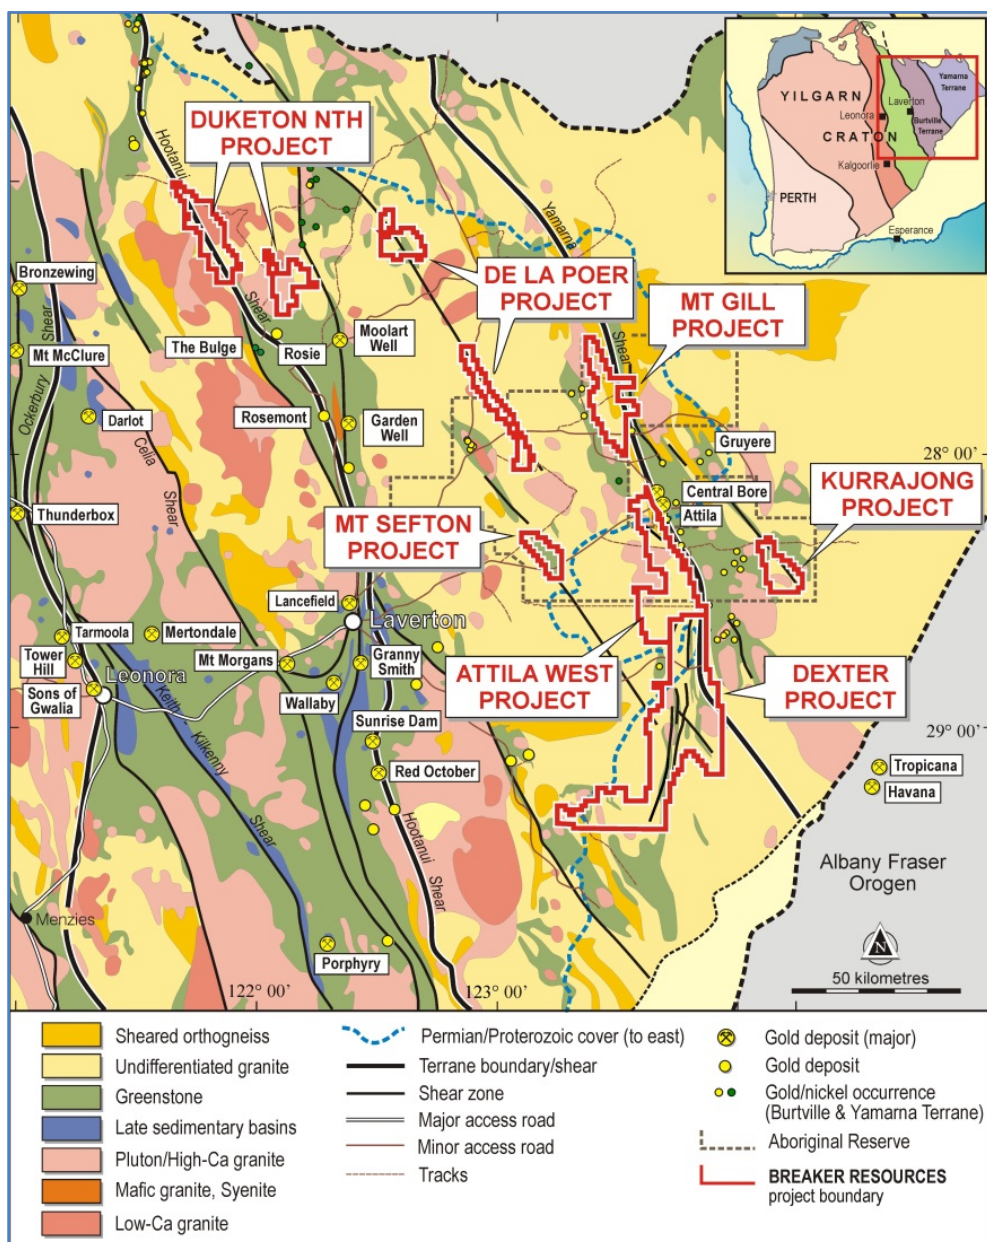 YILGARN
CRATON
Yamarna
Terrane
Laverton
Leonora
Burtville
Terrane
Kalgoorlie
PERTH
Esperance
DUKETON NTH
PROJECT
Hootanui
Shear
Yamarna
Shear
DE LA POER
PROJECT
MT GILL
PROJECT
Bronzewing
Shear
Mt McClure
The Bulge
Rosie
Moolart
Well
Ockerbury
Darlot
Rosemont
Garden
Well
Celia
Shear
Gruyere
28° 00'
Central Bore
Attila
KURRAJONG
PROJECT
Thunderbox
MT SEFTON
PROJECT
Lancefield
Laverton
Tarmoola
Mertondale
Tower
Hill
Mt Morgans
Granny
Smith
ATTILA WEST
PROJECT
DEXTER
PROJECT
Leonora
Sons of
Gwalia
Wallaby
Keith
Kilkenny
Shear
Sunrise Dam
29° 00'
Red October
Tropicana
Havana
Hootanui
Shear
Albany Fraser
Orogen
Menzies
Porphyry
N
50 kilometres
122° 00'
123° 00'
Sheared orthogneiss
Undifferentiated granite
Greenstone
Late sedimentary basins
Pluton/High-Ca granite
Mafic granite, Syenite
Low-Ca granite
Permian/Proterozoic cover (to east)
Terrane boundary/shear
Shear zone
Major access road
Minor access road
Tracks
Gold deposit (major)
Gold deposit
Gold/nickel occurrence
(Burtville & Yamarna Terrane)
Aboriginal Reserve
BREAKER RESOURCES
project boundary